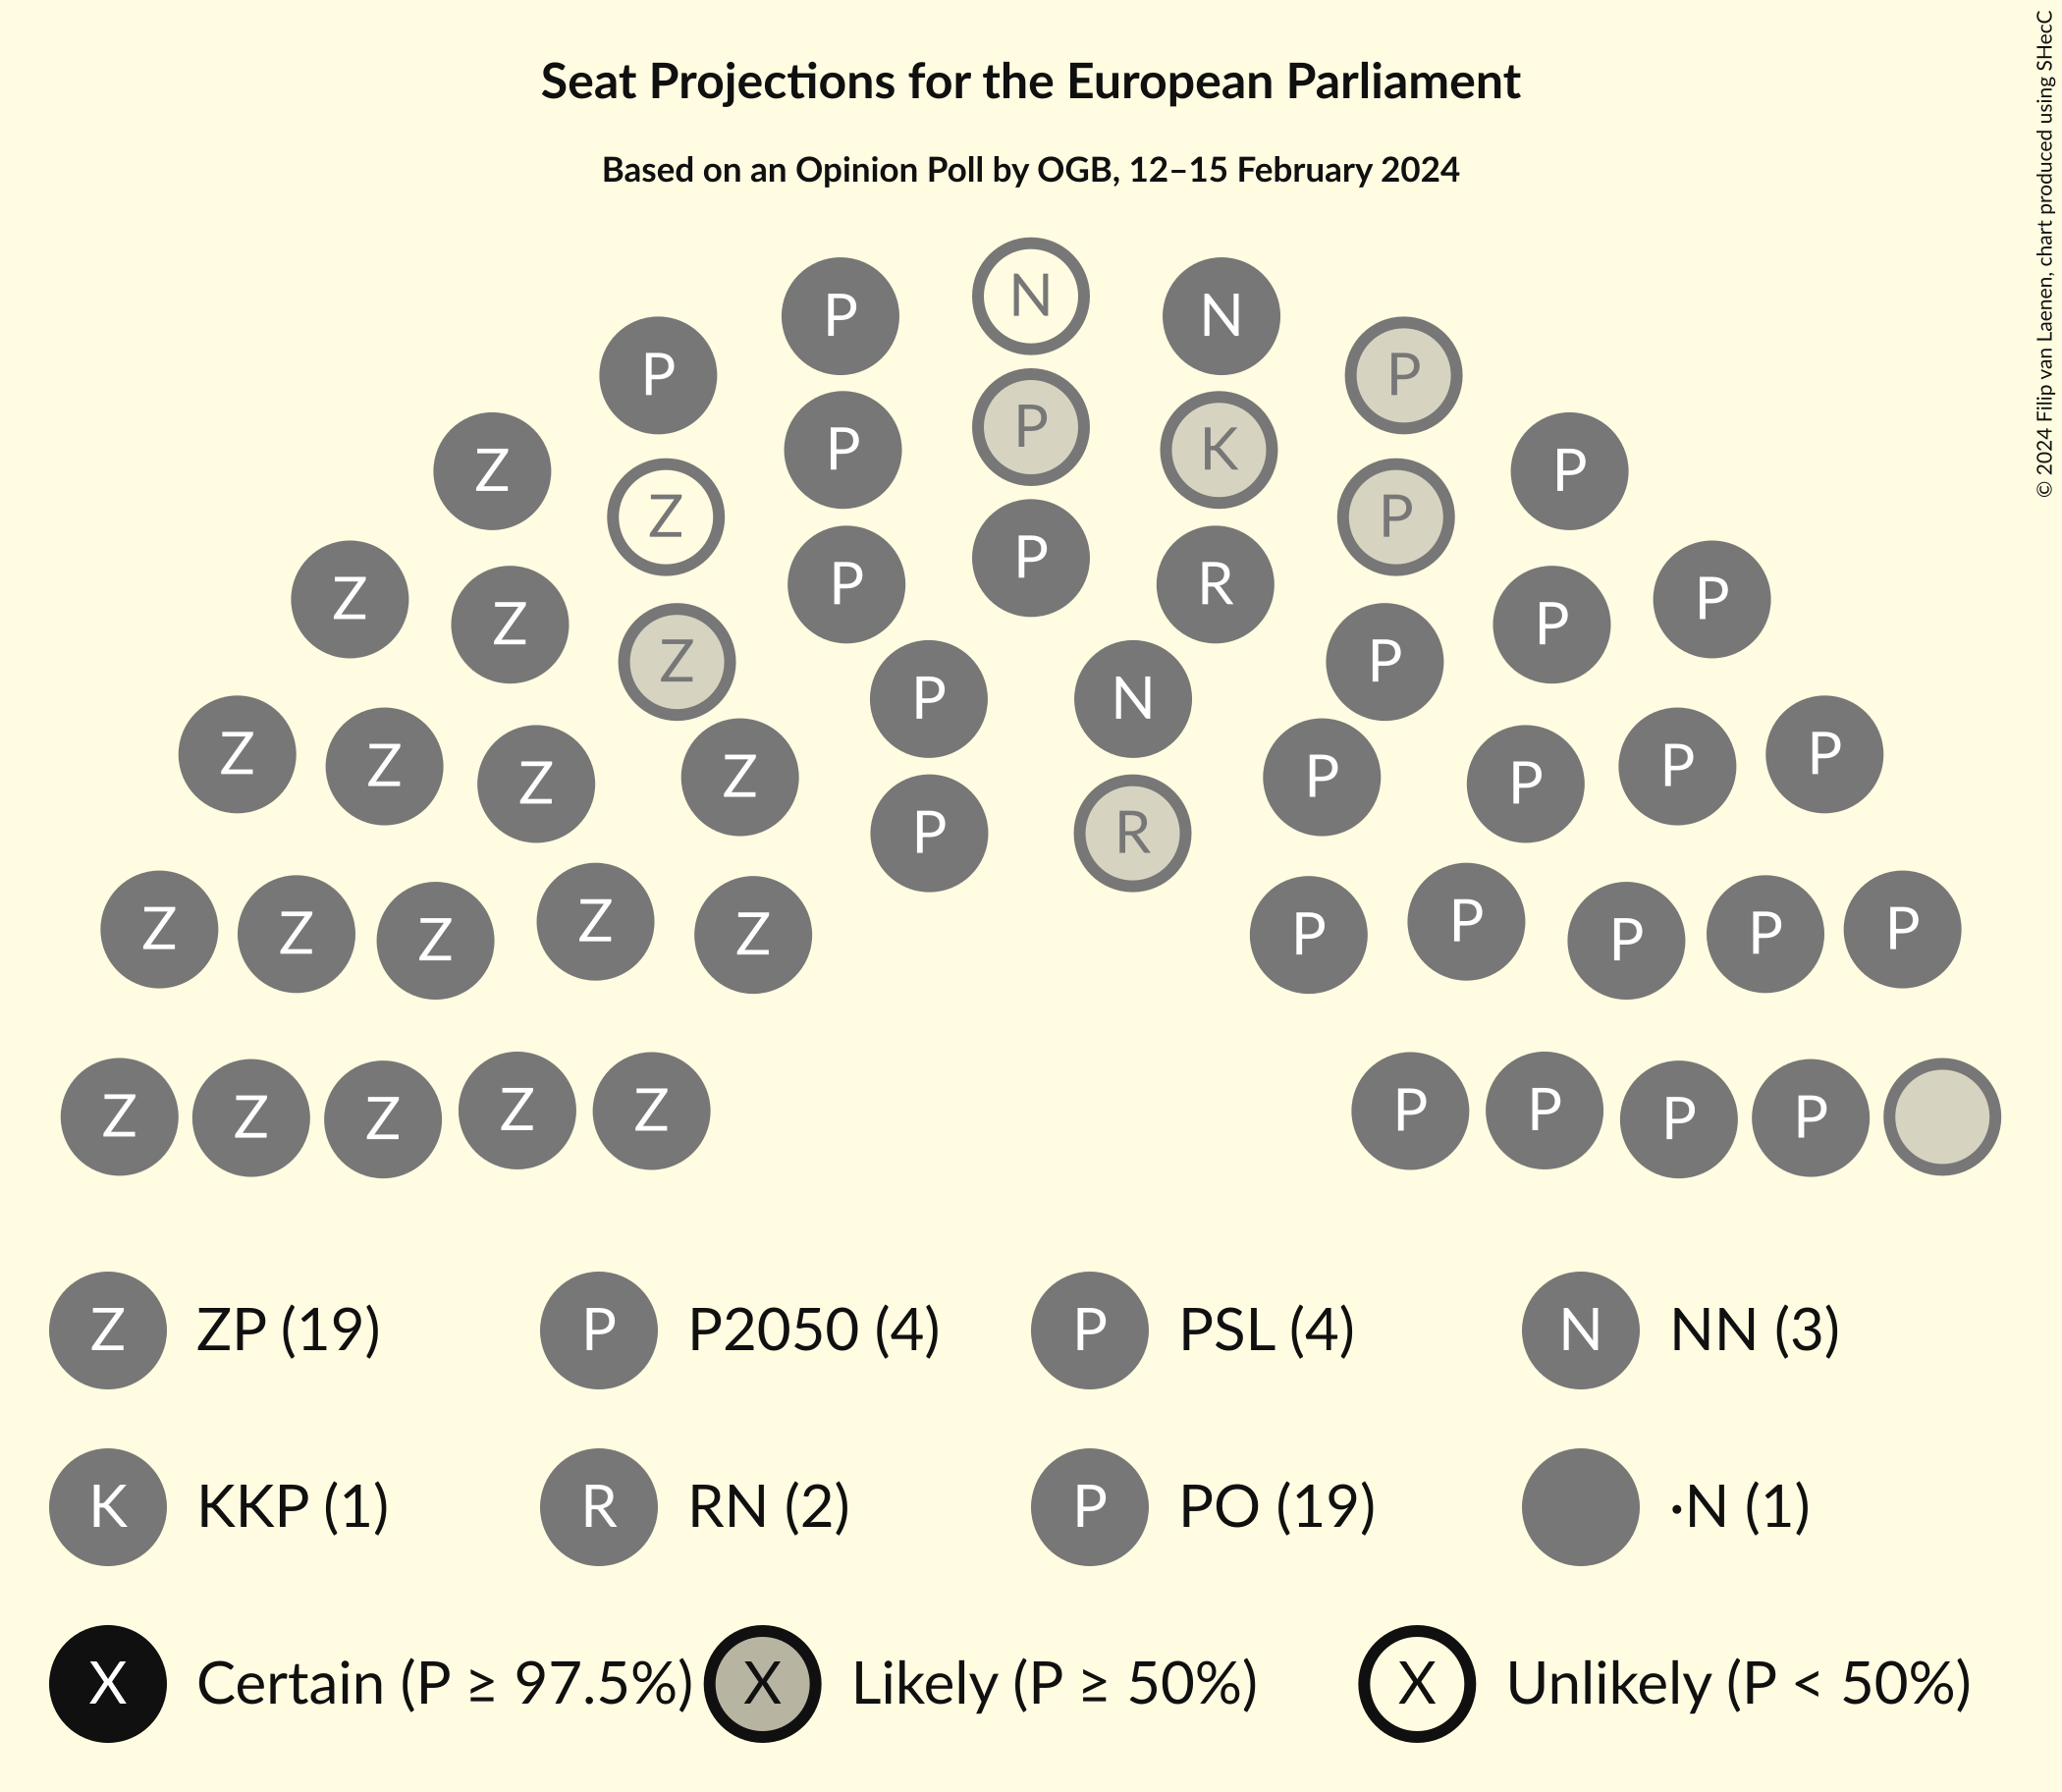 Seat Projections for the European Parliament
Based on an Opinion Poll by OGB, 12–15 February 2024
© 2024 Filip van Laenen, chart produced using SHecC
N
P N N
P P
P K
P P
Z P
Z P
P
P R
Z Z P P
Z P
P N
Z Z Z Z P P P P
P R
Z Z Z Z Z P P P P P
Z Z Z Z Z P P P P
Z ZP (19) P P2050 (4) P PSL (4) N NN (3)
K KKP (1) R RN (2) P PO (19) ·N (1)
X Certain (P ≥ 97.5%) X Likely (P ≥ 50%) X Unlikely (P < 50%)